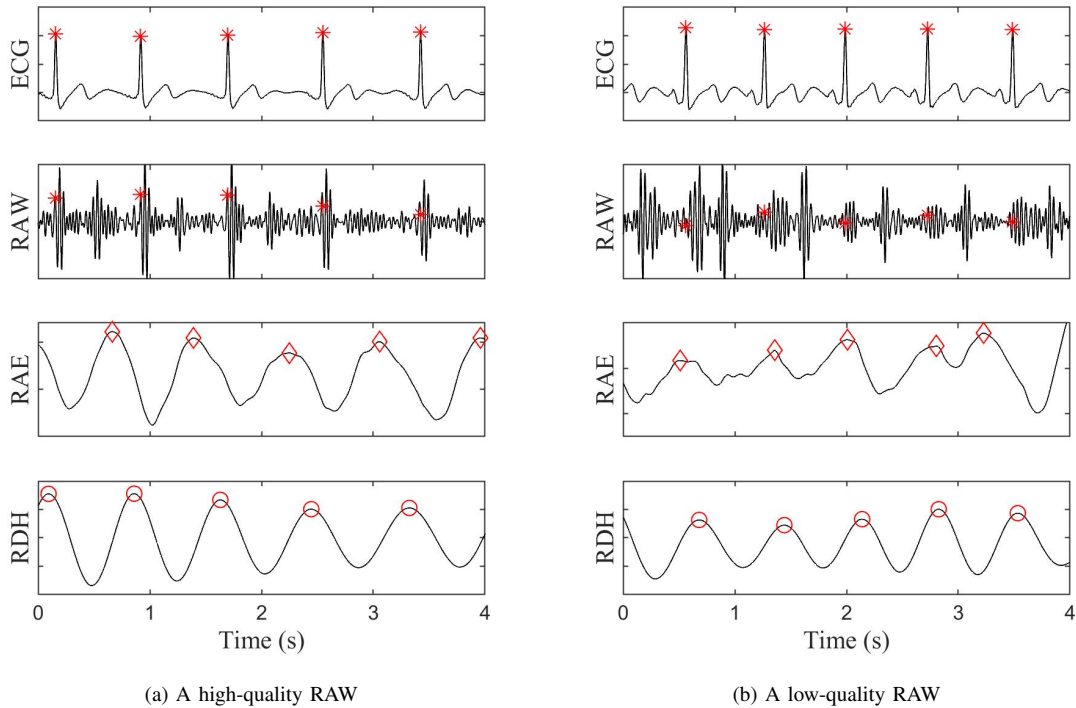 ECG
RAW
RAE
RDH
0 1 2 3 4
Time (s)
(a) A high-quality RAW
ECG
RAW
RAE
RDH
0 1 2 3 4
Time (s)
(b) A low-quality RAW